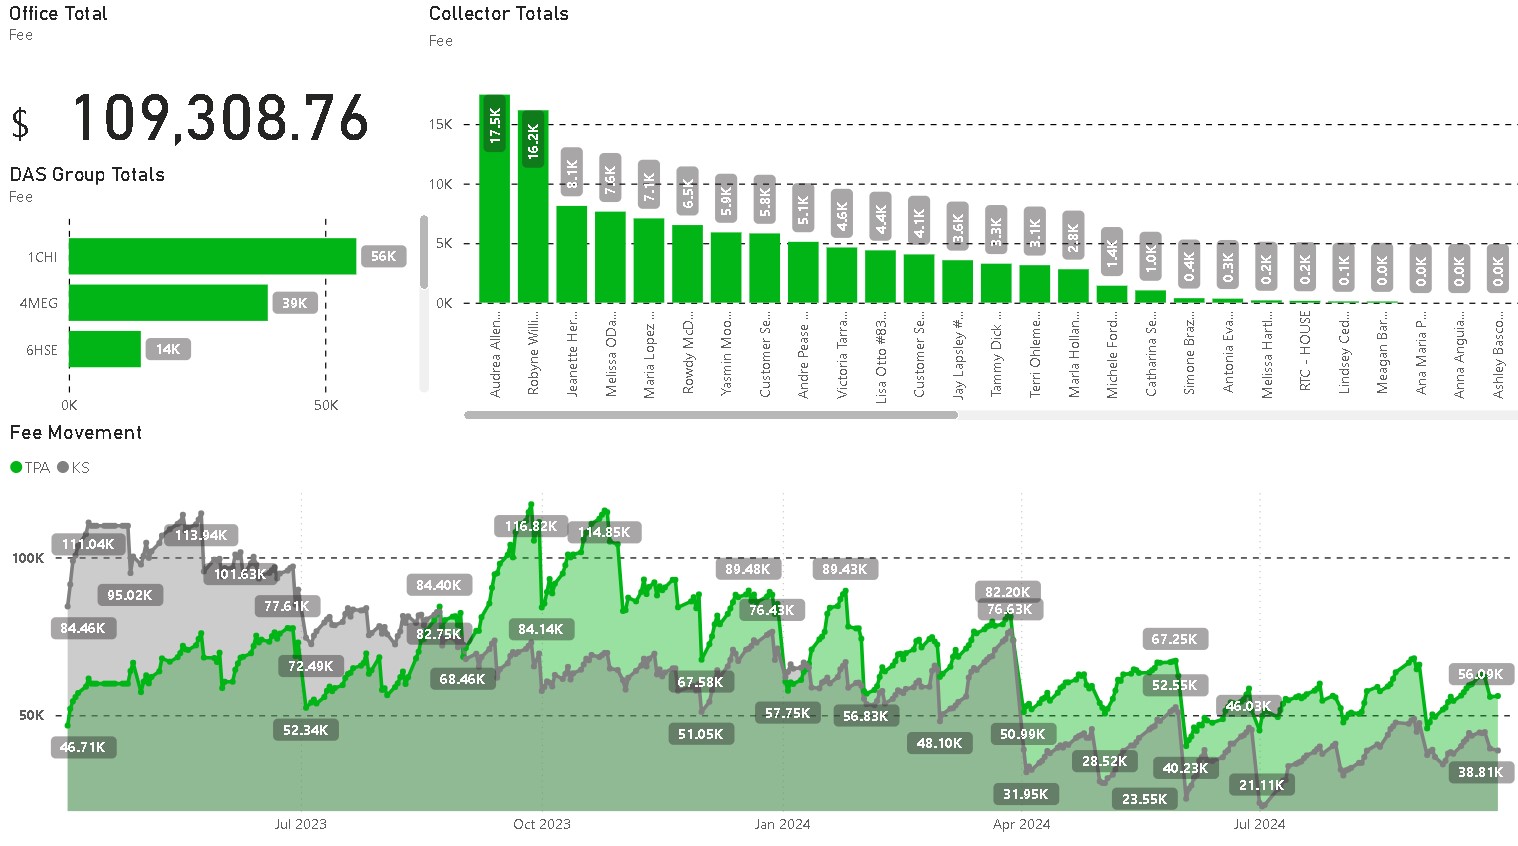 Office Total
Fee
$ 109,308.76
DAS Group Totals
Fee
1CHI 56K
4MEG 39K
6HSE 14K
0K 50K
Collector Totals
Fee
15K
10K
5K
0K
17.5K 16.2K 8.1K 7.6K 7.1K 6.5K 5.9K 5.8K 5.1K 4.6K 4.4K 4.1K 3.6K 3.3K 3.1K 2.8K 1.4K 1.0K 0.4K 0.3K 0.2K 0.2K 0.1K 0.0K 0.0K 0.0K 0.0K
Audrea Allen...
Robyne Willi...
Jeanette Her...
Melissa ODa...
Maria Lopez ...
Rowdy McD...
Yasmin Moo...
Customer Se...
Andre Pease ...
Victoria Tarra...
Lisa Otto #83...
Customer Se...
Jay Lapsley #...
Tammy Dick ...
Terri Ohleme...
Marla Hollan...
Michele Ford...
Catharina Se...
Simone Braz...
Antonia Eva...
Melissa Hartl...
RTC - HOUSE
Lindsey Ced...
Meagan Bar...
Ana Maria P...
Anna Anguia...
Ashley Basco...
Fee Movement
TPA KS
100K
50K
111.04K
84.46K
46.71K
95.02K
113.94K
101.63K
77.61K
72.49K
52.34K
84.40K
82.75K
68.46K
116.82K
84.14K
114.85K
67.58K
51.05K
89.48K
76.43K
57.75K
89.43K
56.83K
48.10K
82.20K
76.63K
50.99K
31.95K
28.52K
23.55K
67.25K
52.55K
40.23K
46.03K
21.11K
56.09K
38.81K
Jul 2023 Oct 2023 Jan 2024 Apr 2024 Jul 2024